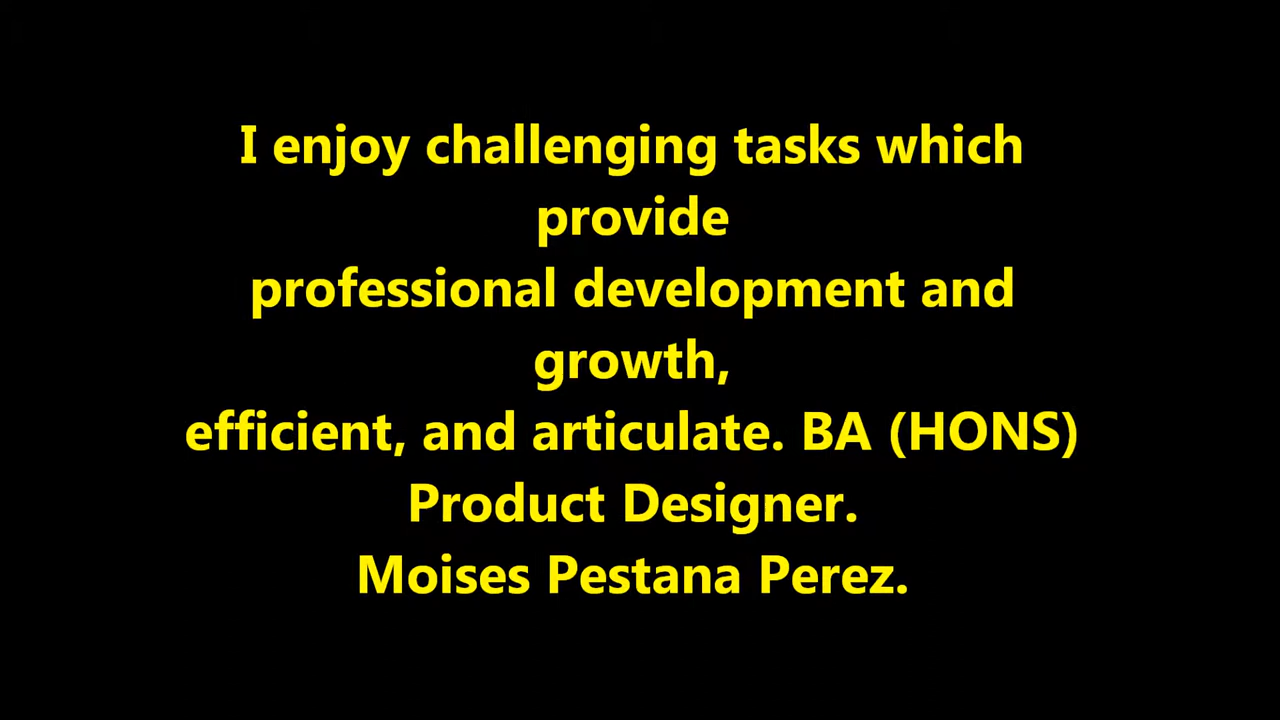 I enjoy challenging tasks which
provide
professional development and
growth,
efficient, and articulate. BA (HONS)
Product Designer.
Moises Pestana Perez.